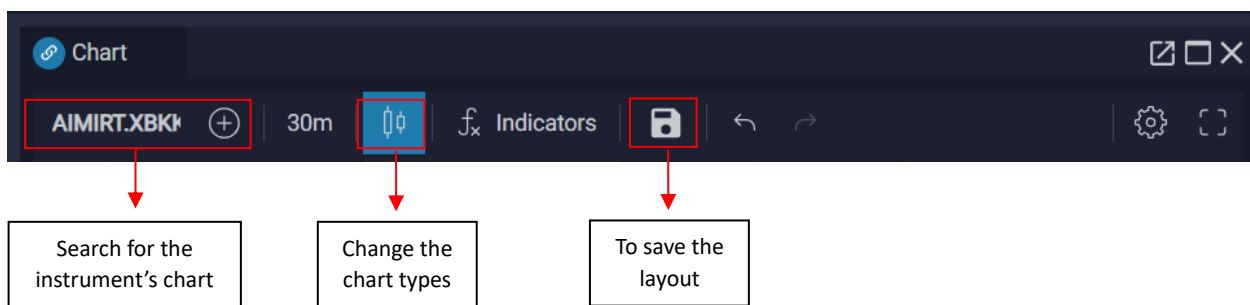 Chart
AIMIRT.XBKK 30m Indicators
Search for the
instrument's chart
Change the
chart types
To save the
layout